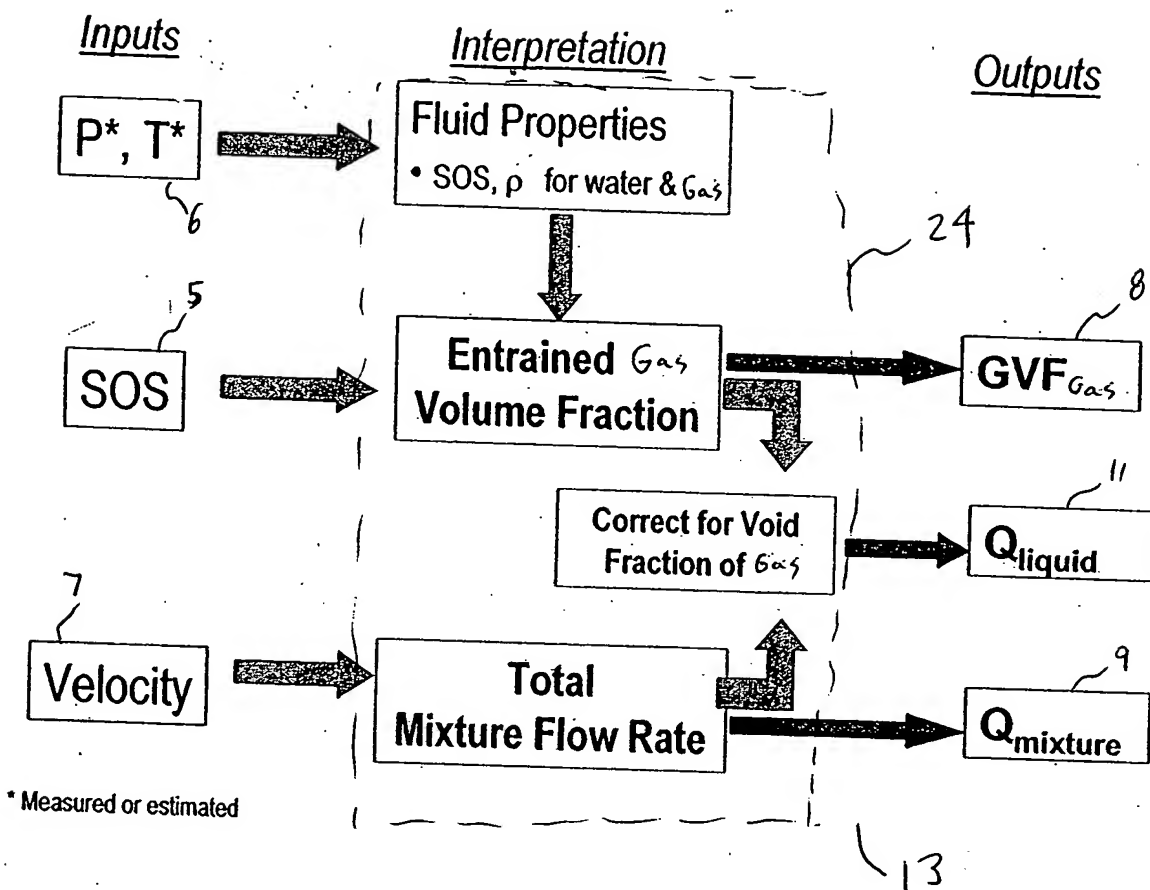 Inputs
Interpretation
Outputs
P*, T*
6
Fluid Properties
• SOS, ρ for water & Gas
24
5
SOS
Entrained Gas
Volume Fraction
8
GVF Gas
Correct for Void
Fraction of Gas
11
Qliquid
7
Velocity
Total
Mixture Flow Rate
9
Qmixture
* Measured or estimated
13